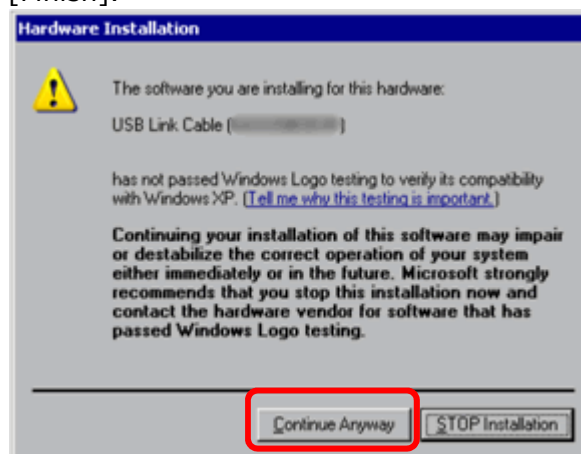 [Finish].
Hardware Installation
The software you are installing for this hardware:
USB Link Cable ( )
has not passed Windows Logo testing to verify its compatibility
with Windows XP. (Tell me why this testing is important.)
Continuing your installation of this software may impair
or destabilize the correct operation of your system
either immediately or in the future. Microsoft strongly
recommends that you stop this installation now and
contact the hardware vendor for software that has
passed Windows Logo testing.
Continue Anyway STOP Installation